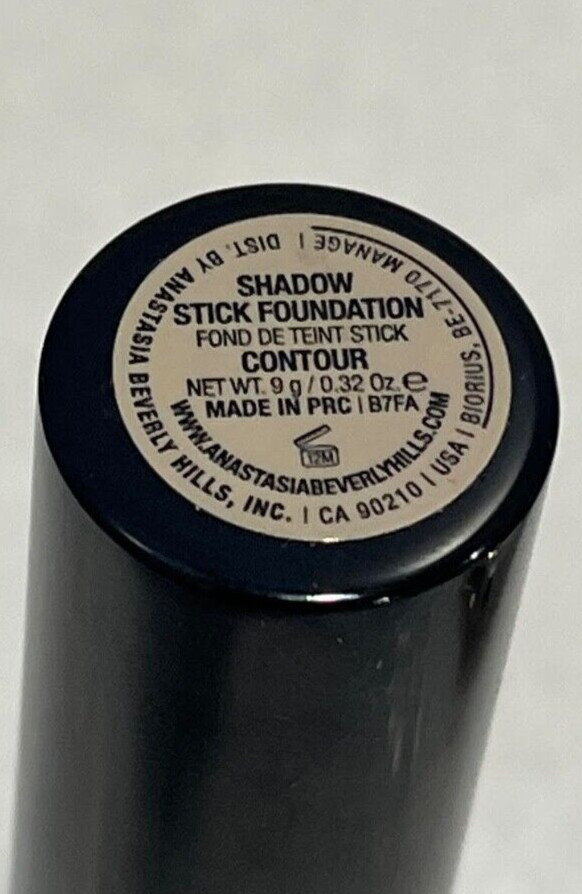 SHADOW
STICK FOUNDATION
FOND DE TEINT STICK
CONTOUR
NET WT. 9 g / 0.32 Oz. ℮
MADE IN PRC | B7FA
WWW.ANASTASIABEVERLYHILLS.COM
12M
DIST. BY ANASTASIA BEVERLY HILLS, INC. | CA 90210 | USA | BIORIUS, BE-7170 MANAGE |